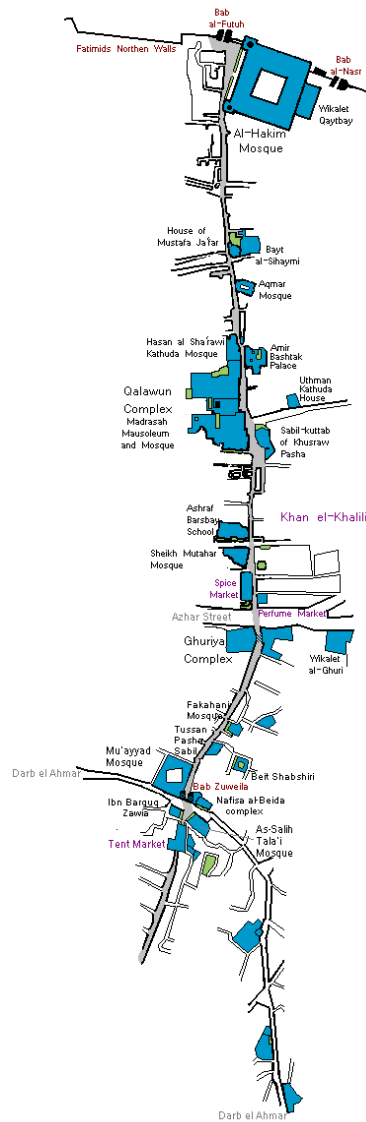 Bab
al-Futuh
Fatimids Northen Walls
Bab
al-Nasr
Wikalet
Qaytbay
Al-Hakim
Mosque
House of
Mustafa Ja'far
Bayt
al-Sihaymi
Aqmar
Mosque
Hasan al Sha'rawi
Kathuda Mosque
Amir
Bashtak
Palace
Uthman
Kathuda
House
Qalawun
Complex
Madrasah
Mausoleum
and Mosque
Sabil-kuttab
of Khusraw
Pasha
Ashraf
Barsbay
School
Khan el-Khalili
Sheikh Mutahar
Mosque
Spice
Market
Azhar Street
Perfume Market
Ghuriya
Complex
Wikalet
al-Ghuri
Fakahani
Mosque
Tussan
Pasha
Sabil
Mu'ayyad
Mosque
Darb el Ahmar
Beit Shabshiri
Bab Zuweila
Ibn Barquq
Zawia
Nafisa al-Beida
complex
Tent Market
As-Salih
Tala'i
Mosque
Darb el Ahmar